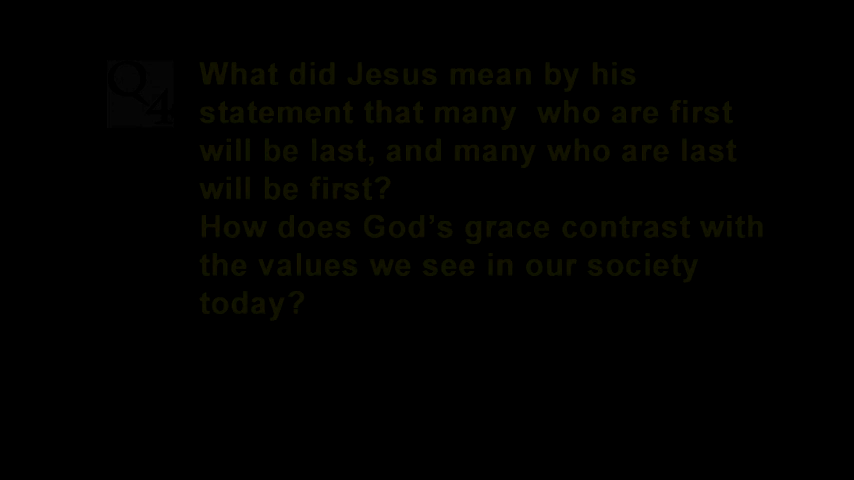 Q4
What did Jesus mean by his
statement that many  who are first
will be last, and many who are last
will be first?
How does God’s grace contrast with
the values we see in our society
today?